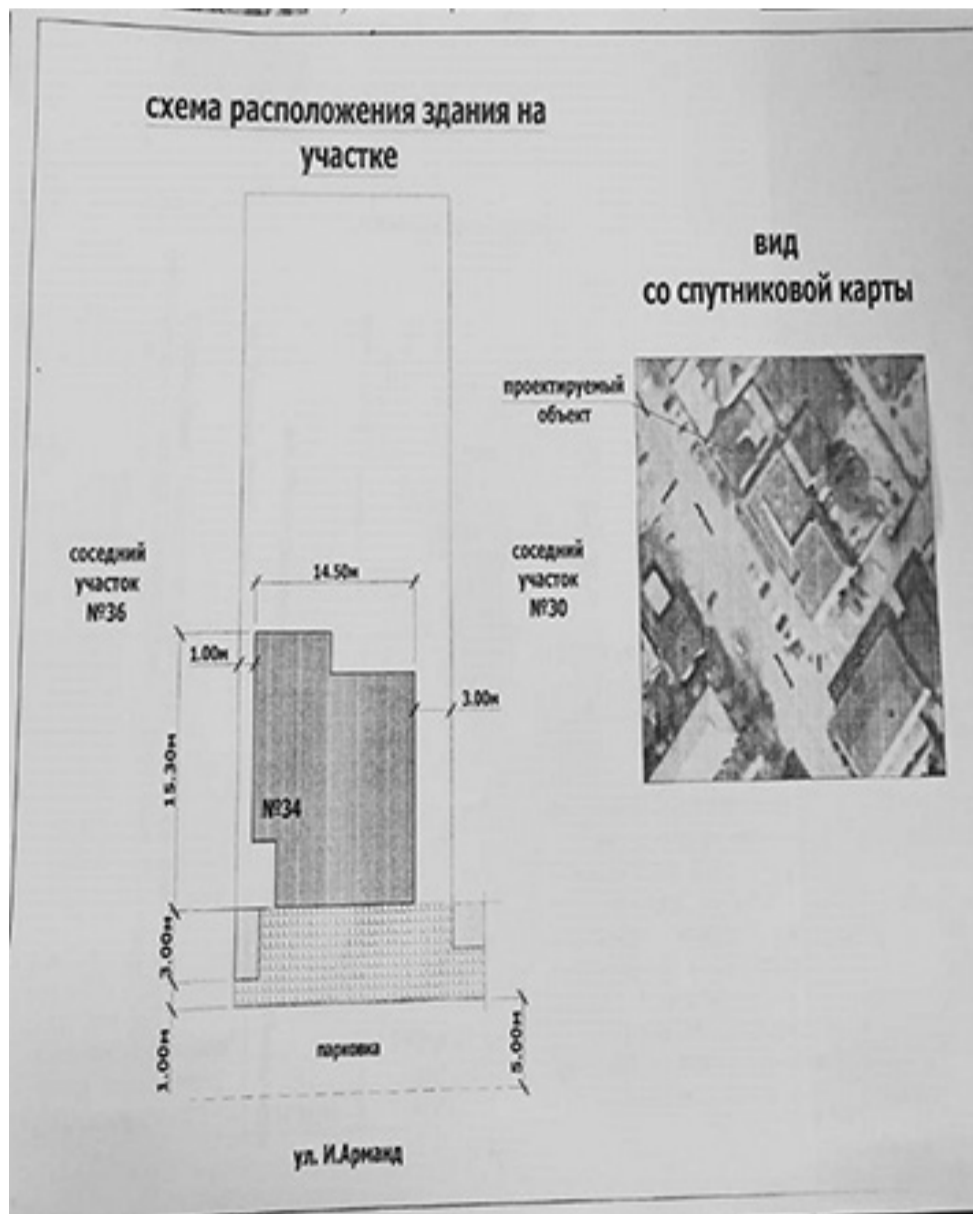 схема расположения здания на
участке
вид
со спутниковой карты
проектируемый
объект
соседний
участок
№36
14.50м
соседний
участок
№30
1.00м
3.00м
15.30м
№34
3.00м
1.00м
парковка
5.00м
ул. И.Арманд